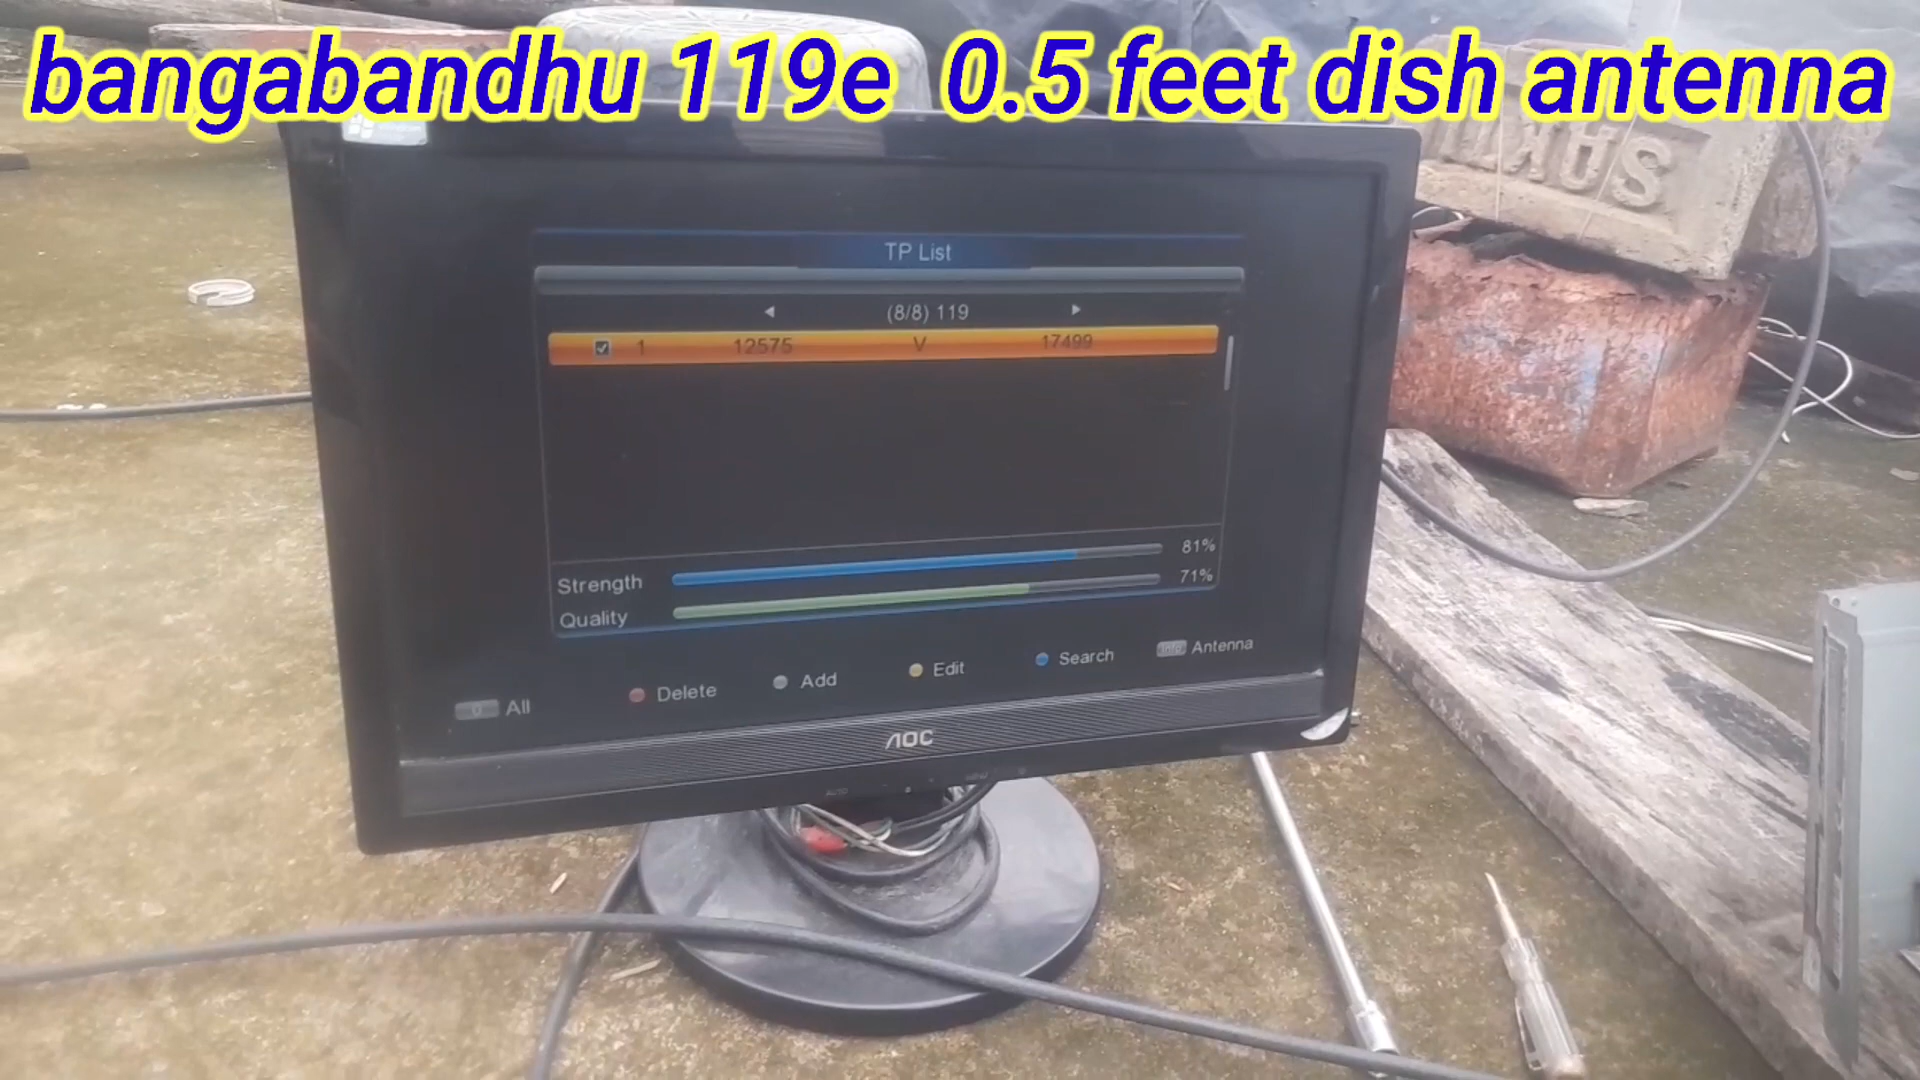 bangabandhu 119e 0.5 feet dish antenna
SAKU
TP List
(8/8) 119
1 12575 V 17499
Strength 81%
Quality 71%
All Delete Add Edit Search Antenna
AOC